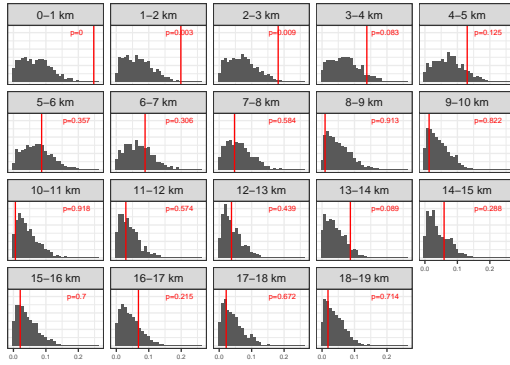 0−1 km 1−2 km 2−3 km 3−4 km 4−5 km
p=0 p=0.003 p=0.009 p=0.083 p=0.125
5−6 km 6−7 km 7−8 km 8−9 km 9−10 km
p=0.357 p=0.306 p=0.584 p=0.913 p=0.822
10−11 km 11−12 km 12−13 km 13−14 km 14−15 km
p=0.918 p=0.574 p=0.439 p=0.089 p=0.288
0.0 0.1 0.2
15−16 km 16−17 km 17−18 km 18−19 km
p=0.7 p=0.215 p=0.672 p=0.714
0.0 0.1 0.2 0.0 0.1 0.2 0.0 0.1 0.2 0.0 0.1 0.2